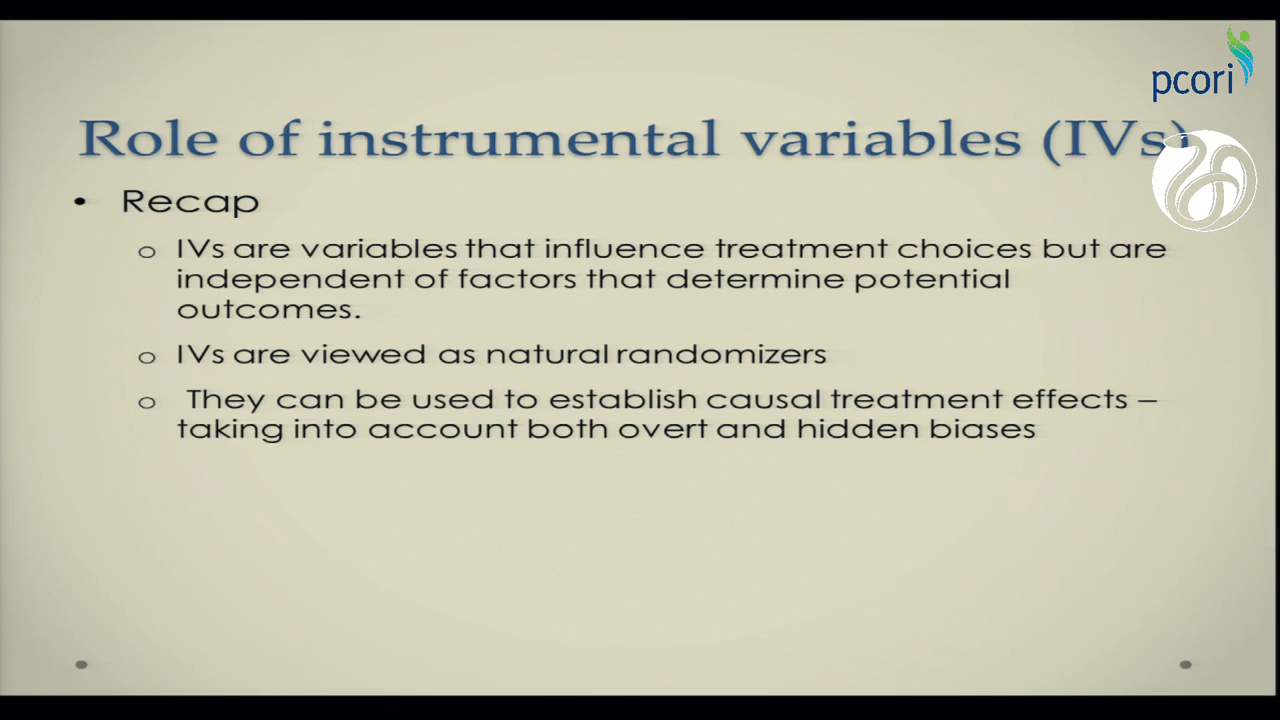 pcori
Role of instrumental variables (IVs)
• Recap
o IVs are variables that influence treatment choices but are
independent of factors that determine potential
outcomes.
o IVs are viewed as natural randomizers
o They can be used to establish causal treatment effects –
taking into account both overt and hidden biases